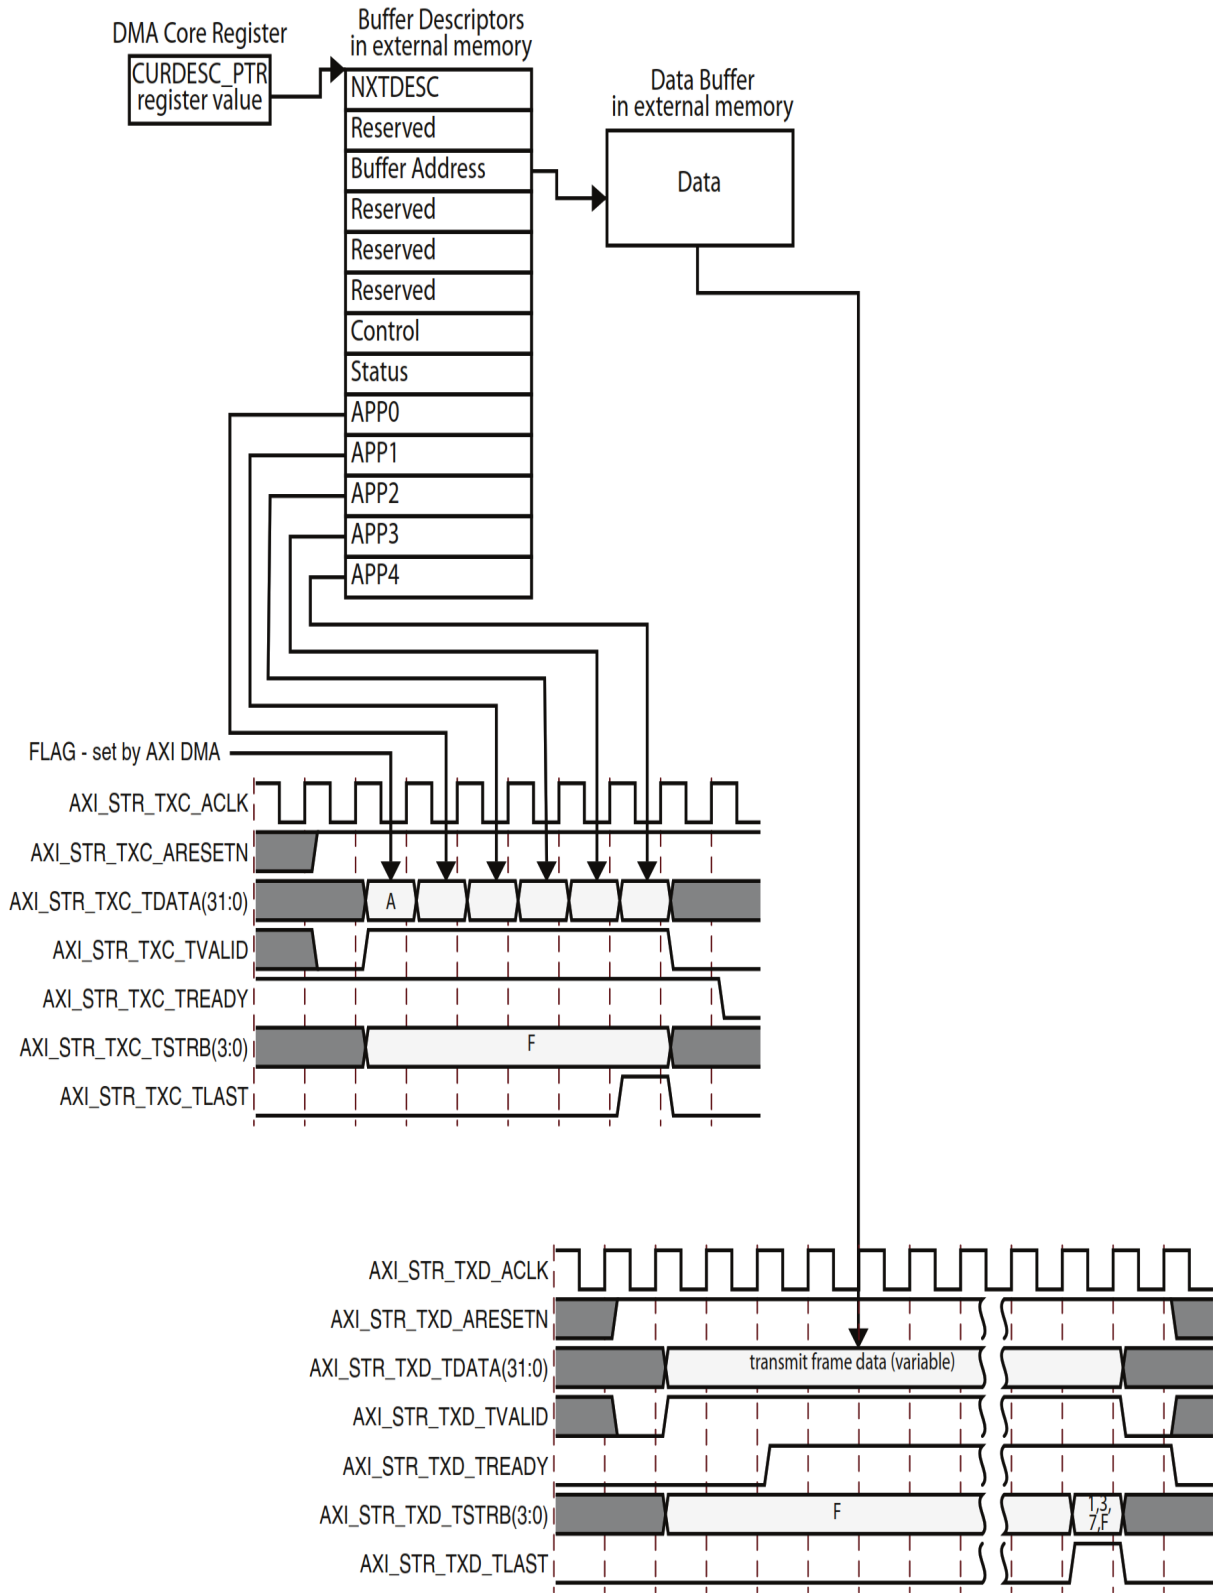 DMA Core Register
CURDESC_PTR
register value
Buffer Descriptors
in external memory
NXTDESC
Reserved
Buffer Address
Reserved
Reserved
Reserved
Control
Status
APP0
APP1
APP2
APP3
APP4
Data Buffer
in external memory
Data
FLAG - set by AXI DMA
AXI_STR_TXC_ACLK
AXI_STR_TXC_ARESETN
AXI_STR_TXC_TDATA(31:0)
A
AXI_STR_TXC_TVALID
AXI_STR_TXC_TREADY
AXI_STR_TXC_TSTRB(3:0)
F
AXI_STR_TXC_TLAST
AXI_STR_TXD_ACLK
AXI_STR_TXD_ARESETN
AXI_STR_TXD_TDATA(31:0)
transmit frame data (variable)
AXI_STR_TXD_TVALID
AXI_STR_TXD_TREADY
AXI_STR_TXD_TSTRB(3:0)
F
1,3,
7,F
AXI_STR_TXD_TLAST